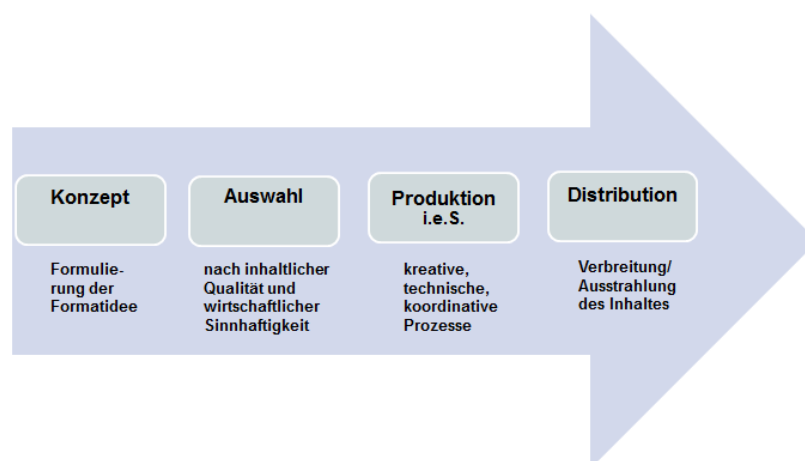 Konzept
Formulie-
rung der
Formatidee
Auswahl
nach inhaltlicher
Qualität und
wirtschaftlicher
Sinnhaftigkeit
Produktion
i.e.S.
kreative,
technische,
koordinative
Prozesse
Distribution
Verbreitung/
Ausstrahlung
des Inhaltes